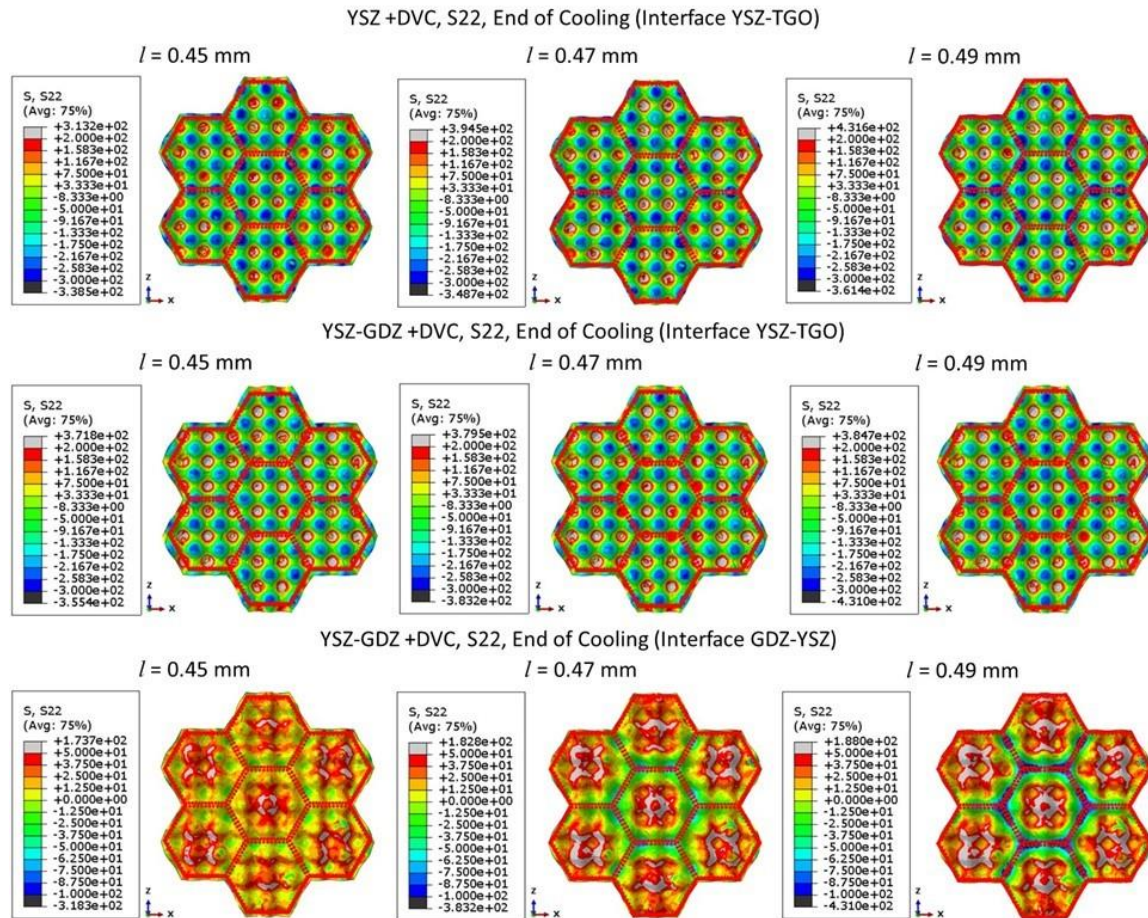 YSZ +DVC, S22, End of Cooling (Interface YSZ-TGO)
l = 0.45 mm
l = 0.47 mm
l = 0.49 mm
S, S22
(Avg: 75%)
+3.132e+02
+2.000e+02
+1.583e+02
+1.167e+02
+7.500e+01
+3.333e+01
-8.333e+00
-5.000e+01
-9.167e+01
-1.333e+02
-1.750e+02
-2.167e+02
-2.583e+02
-3.000e+02
-3.385e+02
z
x
S, S22
(Avg: 75%)
+3.945e+02
+2.000e+02
+1.583e+02
+1.167e+02
+7.500e+01
+3.333e+01
-8.333e+00
-5.000e+01
-9.167e+01
-1.333e+02
-1.750e+02
-2.167e+02
-2.583e+02
-3.000e+02
-3.487e+02
z
x
S, S22
(Avg: 75%)
+4.316e+02
+2.000e+02
+1.583e+02
+1.167e+02
+7.500e+01
+3.333e+01
-8.333e+00
-5.000e+01
-9.167e+01
-1.333e+02
-1.750e+02
-2.167e+02
-2.583e+02
-3.000e+02
-3.614e+02
z
x
YSZ-GDZ +DVC, S22, End of Cooling (Interface YSZ-TGO)
l = 0.45 mm
l = 0.47 mm
l = 0.49 mm
S, S22
(Avg: 75%)
+3.718e+02
+2.000e+02
+1.583e+02
+1.167e+02
+7.500e+01
+3.333e+01
-8.333e+00
-5.000e+01
-9.167e+01
-1.333e+02
-1.750e+02
-2.167e+02
-2.583e+02
-3.000e+02
-3.554e+02
z
x
S, S22
(Avg: 75%)
+3.795e+02
+2.000e+02
+1.583e+02
+1.167e+02
+7.500e+01
+3.333e+01
-8.333e+00
-5.000e+01
-9.167e+01
-1.333e+02
-1.750e+02
-2.167e+02
-2.583e+02
-3.000e+02
-3.832e+02
z
x
S, S22
(Avg: 75%)
+3.847e+02
+2.000e+02
+1.583e+02
+1.167e+02
+7.500e+01
+3.333e+01
-8.333e+00
-5.000e+01
-9.167e+01
-1.333e+02
-1.750e+02
-2.167e+02
-2.583e+02
-3.000e+02
-4.310e+02
z
x
YSZ-GDZ +DVC, S22, End of Cooling (Interface GDZ-YSZ)
l = 0.45 mm
l = 0.47 mm
l = 0.49 mm
S, S22
(Avg: 75%)
+1.737e+02
+5.000e+01
+3.750e+01
+2.500e+01
+1.250e+01
+0.000e+00
-1.250e+01
-2.500e+01
-3.750e+01
-5.000e+01
-6.250e+01
-7.500e+01
-8.750e+01
-1.000e+02
-3.183e+02
z
x
S, S22
(Avg: 75%)
+1.828e+02
+5.000e+01
+3.750e+01
+2.500e+01
+1.250e+01
+0.000e+00
-1.250e+01
-2.500e+01
-3.750e+01
-5.000e+01
-6.250e+01
-7.500e+01
-8.750e+01
-1.000e+02
-3.832e+02
z
x
S, S22
(Avg: 75%)
+1.880e+02
+5.000e+01
+3.750e+01
+2.500e+01
+1.250e+01
+0.000e+00
-1.250e+01
-2.500e+01
-3.750e+01
-5.000e+01
-6.250e+01
-7.500e+01
-8.750e+01
-1.000e+02
-4.310e+02
z
x